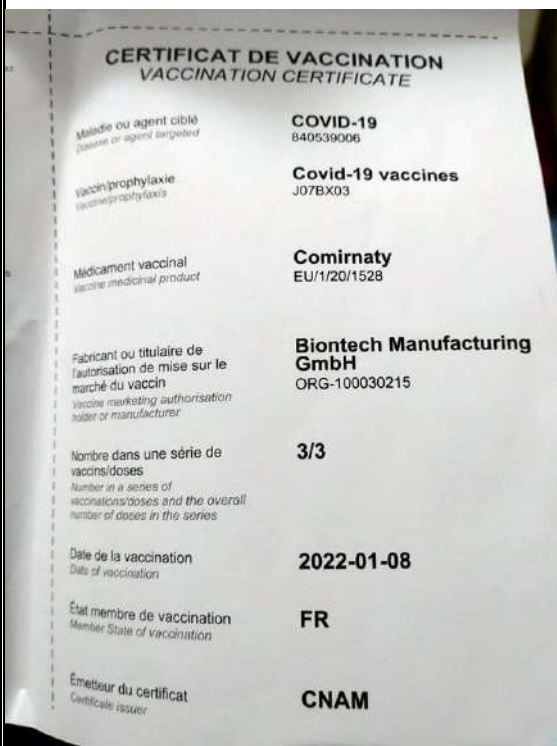 CERTIFICAT DE VACCINATION
VACCINATION CERTIFICATE
Maladie ou agent ciblé
Disease or agent targeted
COVID-19
840539006
Vaccin/prophylaxie
Vaccine/prophylaxis
Covid-19 vaccines
J07BX03
Médicament vaccinal
Vaccine medicinal product
Comirnaty
EU/1/20/1528
Fabricant ou titulaire de
l'autorisation de mise sur le
marché du vaccin
Vaccine marketing authorisation
holder or manufacturer
Biontech Manufacturing
GmbH
ORG-100030215
Nombre dans une série de
vaccins/doses
Number in a series of
vaccinations/doses and the overall
number of doses in the series
3/3
Date de la vaccination
Date of vaccination
2022-01-08
État membre de vaccination
Member State of vaccination
FR
Émetteur du certificat
Certificate issuer
CNAM